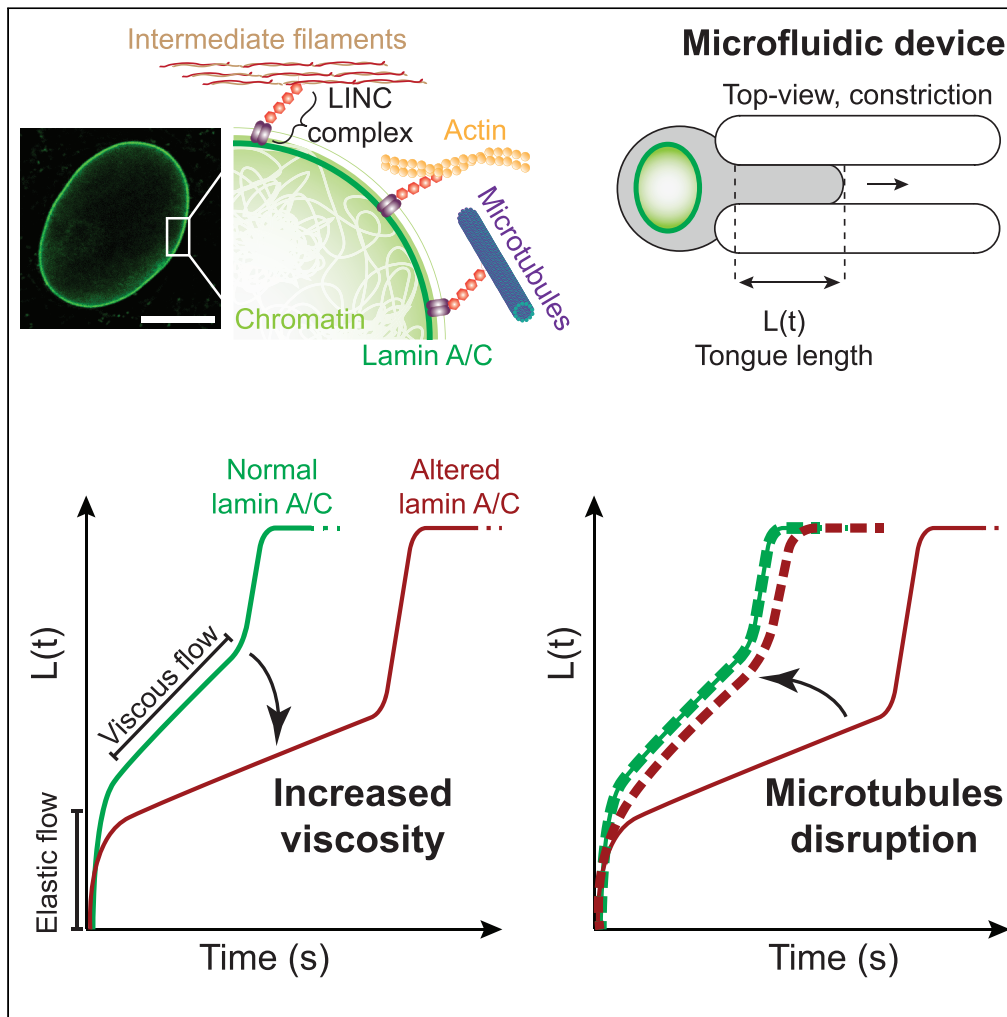 Intermediate filaments
LINC
complex
Actin
Microtubules
Chromatin
Lamin A/C
Microfluidic device
Top-view, constriction
L(t)
Tongue length
Normal
lamin A/C
Altered
lamin A/C
L(t)
Viscous flow
Elastic flow
Increased
viscosity
Time (s)
L(t)
Microtubules
disruption
Time (s)